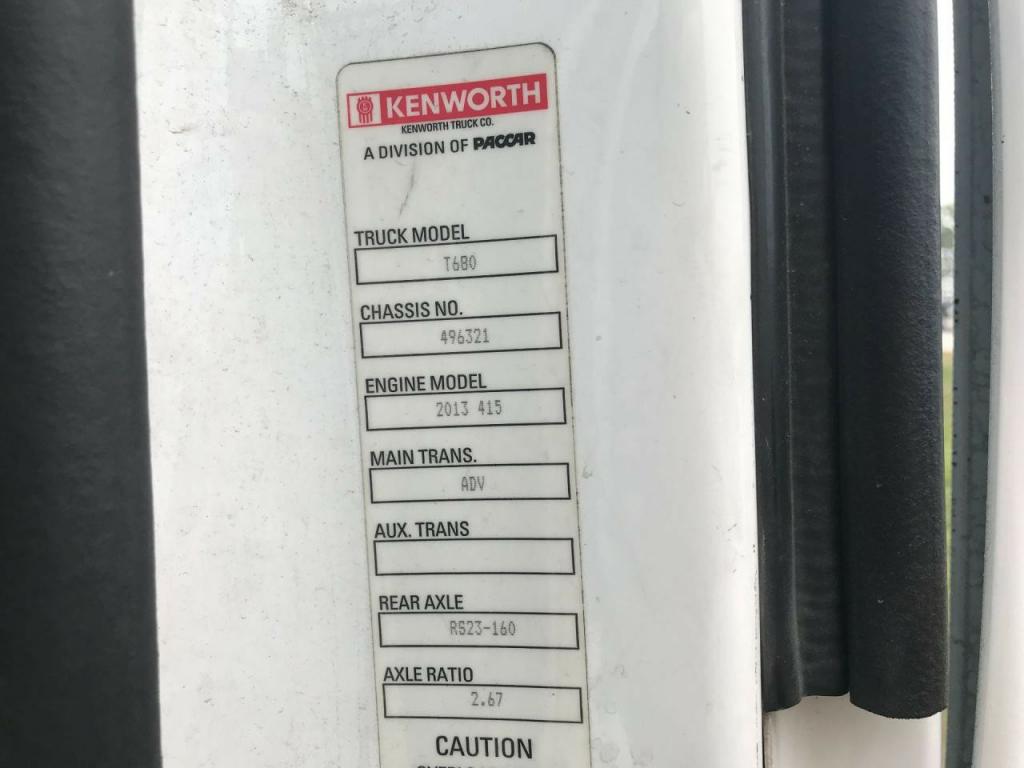 KENWORTH
KENWORTH TRUCK CO.
A DIVISION OF PACCAR
TRUCK MODEL
T680
CHASSIS NO.
496321
ENGINE MODEL
2013 415
MAIN TRANS.
ADV
AUX. TRANS
REAR AXLE
RS23-160
AXLE RATIO
2.67
CAUTION